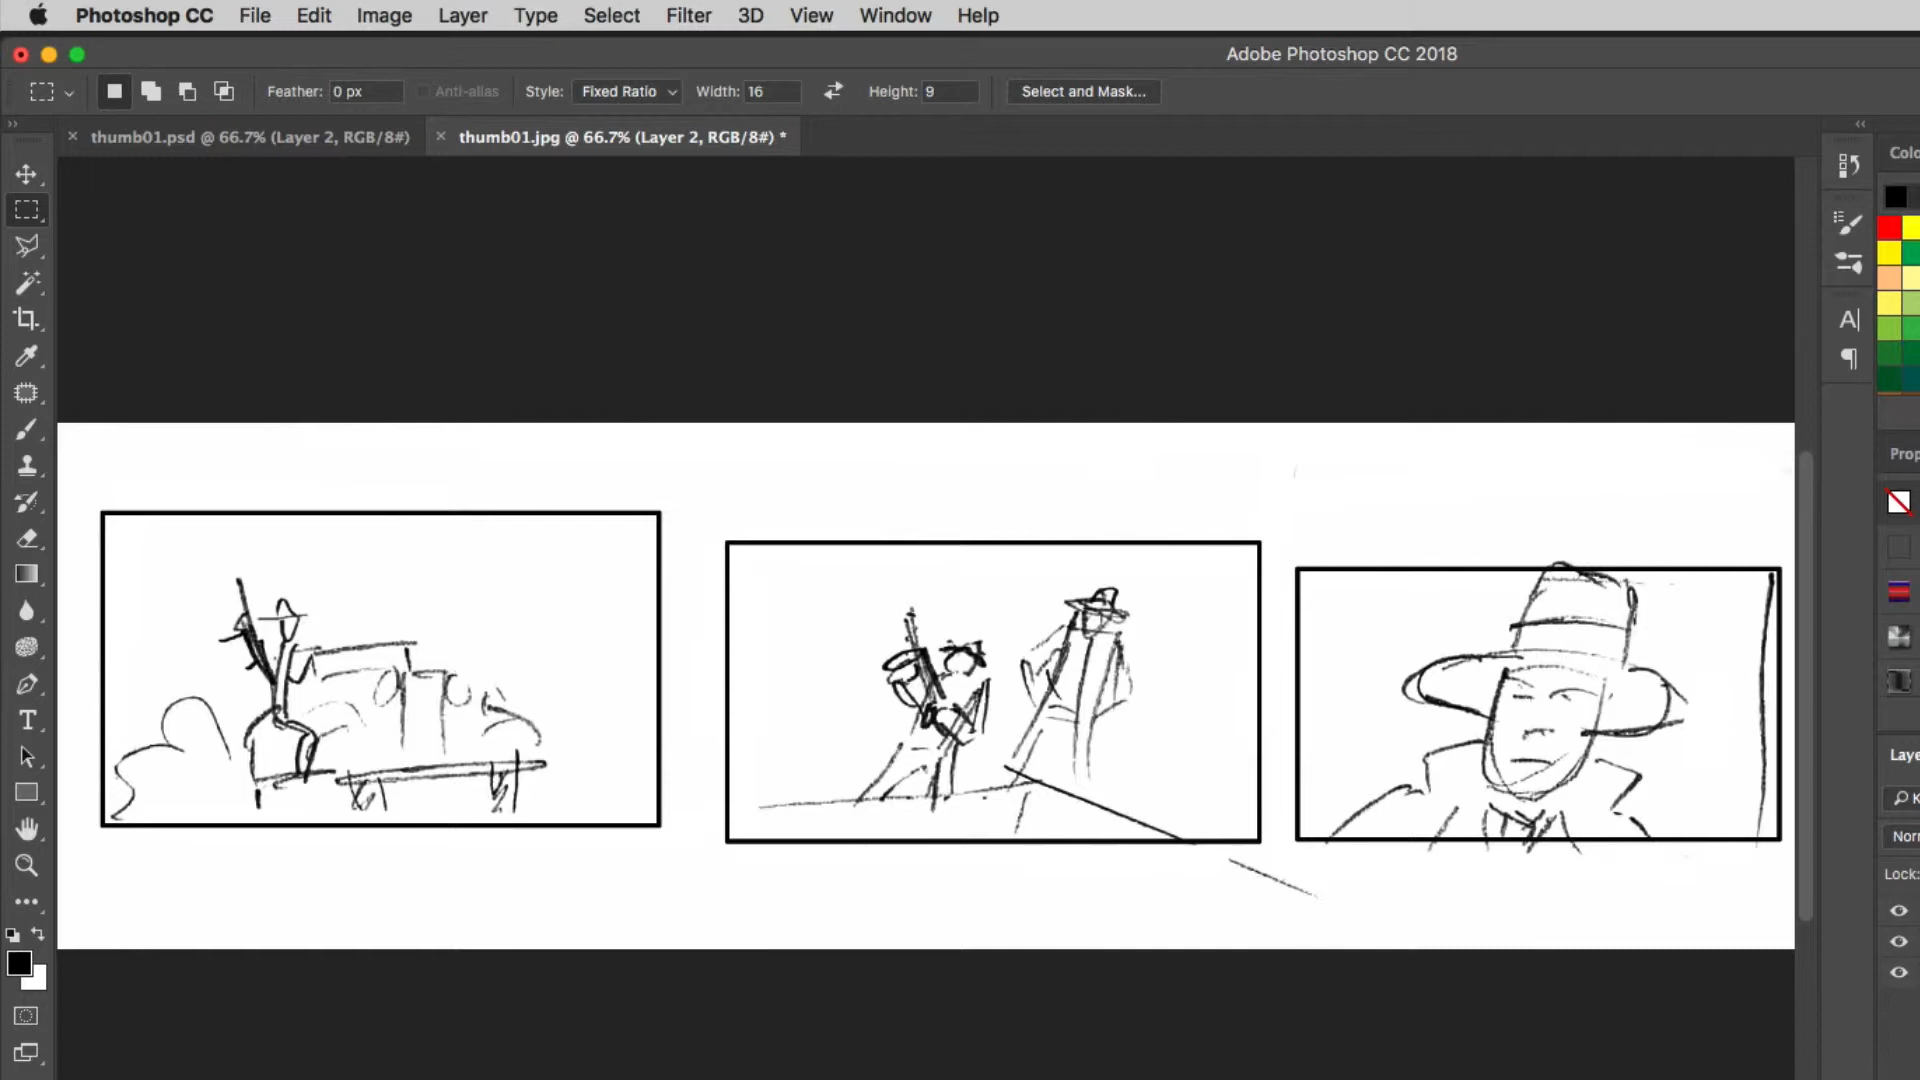 Photoshop CC File Edit Image Layer Type Select Filter 3D View Window Help
Adobe Photoshop CC 2018
Feather: 0 px Anti-alias Style: Fixed Ratio Width: 16 Height: 9 Select and Mask...
thumb01.psd @ 66.7% (Layer 2, RGB/8#) thumb01.jpg @ 66.7% (Layer 2, RGB/8#) *
Colo
Prop
Laye
K
Norr
Lock: